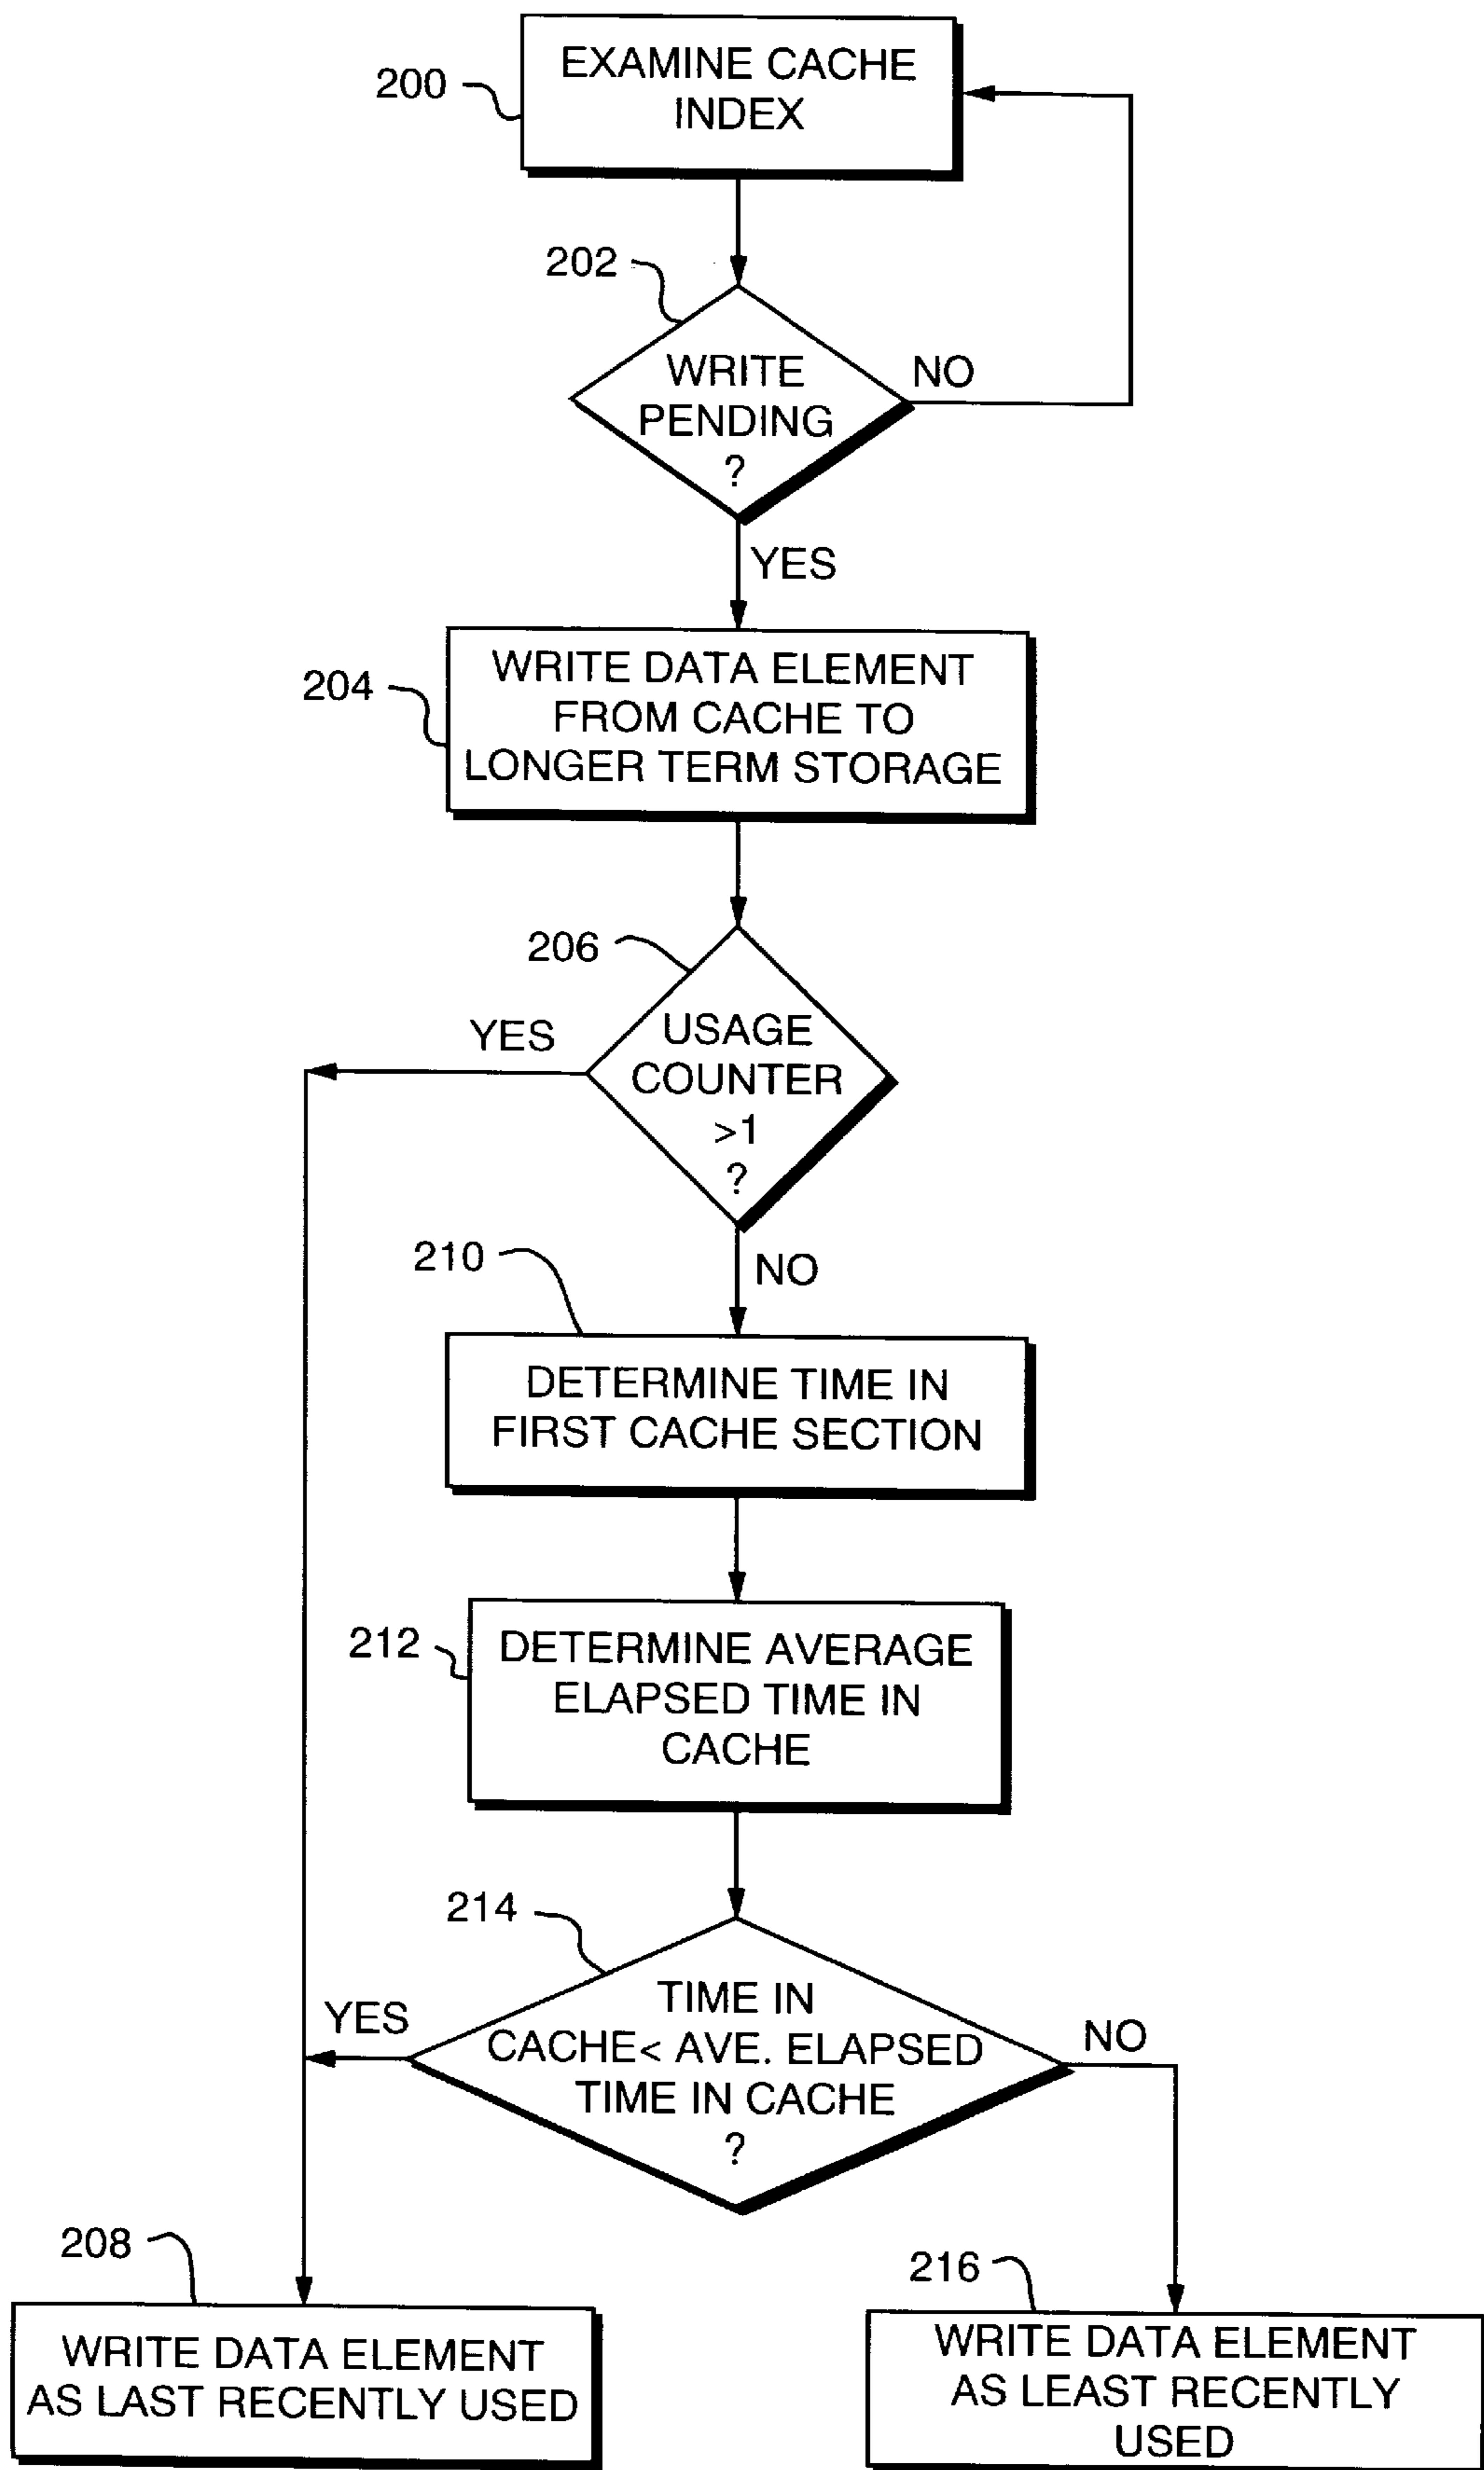 EXAMINE CACHE
INDEX
200
202
WRITE
PENDING
?
NO
YES
204
WRITE DATA ELEMENT
FROM CACHE TO
LONGER TERM STORAGE
206
USAGE
COUNTER
>1
?
YES
NO
210
DETERMINE TIME IN
FIRST CACHE SECTION
212
DETERMINE AVERAGE
ELAPSED TIME IN
CACHE
214
TIME IN
CACHE< AVE. ELAPSED
TIME IN CACHE
?
YES
NO
208
WRITE DATA ELEMENT
AS LAST RECENTLY USED
216
WRITE DATA ELEMENT
AS LEAST RECENTLY
USED